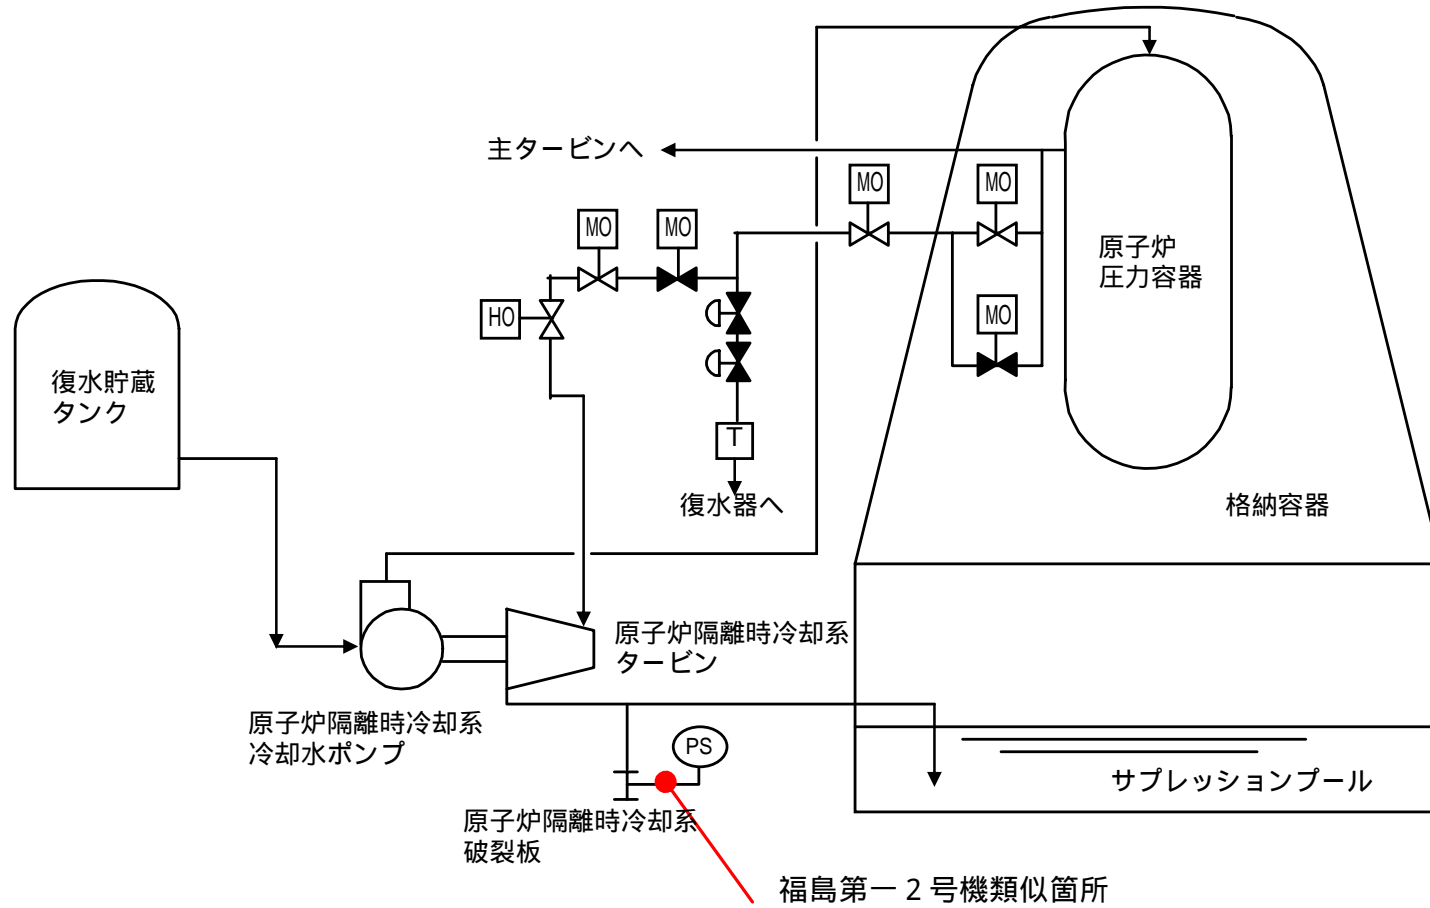 主タービンへ
MO
MO
MO
MO
原子炉
圧力容器
HO
MO
復水貯蔵
タンク
T
復水器へ
格納容器
原子炉隔離時冷却系
タービン
原子炉隔離時冷却系
冷却水ポンプ
PS
サプレッションプール
原子炉隔離時冷却系
破裂板
福島第一２号機類似箇所